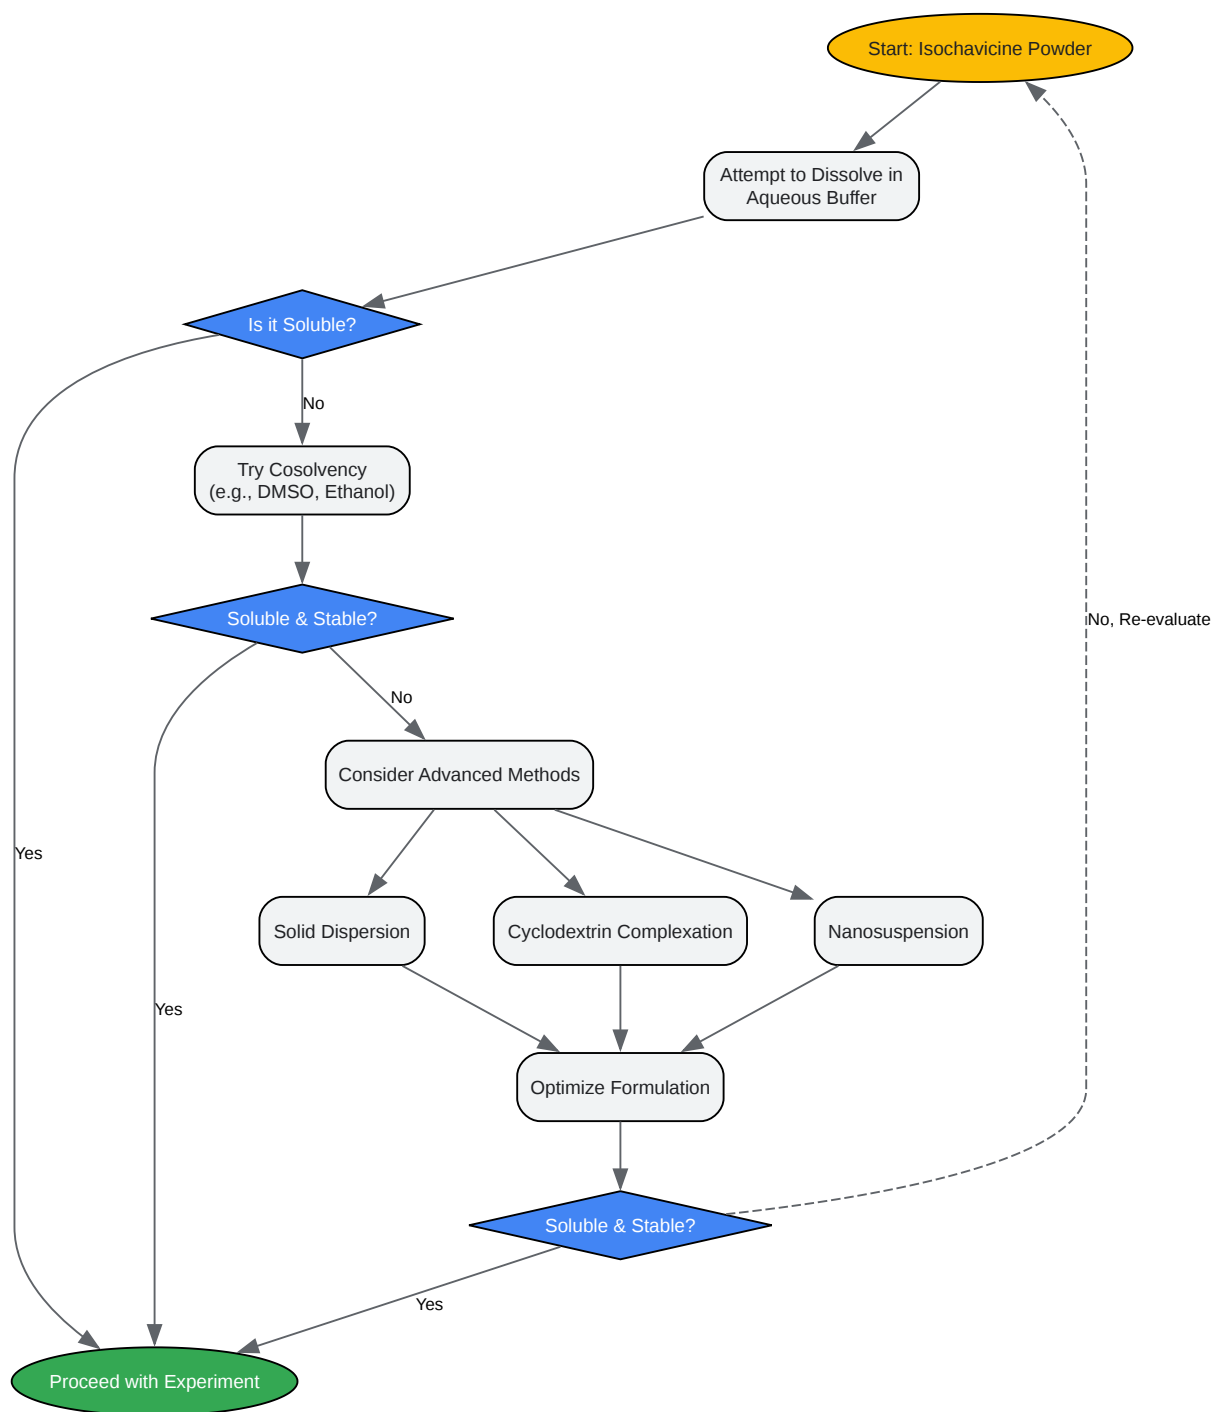 Start: Isochavicine Powder
Attempt to Dissolve in
Aqueous Buffer
Is it Soluble?
No
Try Cosolvency
(e.g., DMSO, Ethanol)
Soluble & Stable?
No, Re-evaluate
No
Consider Advanced Methods
Yes
Solid Dispersion
Cyclodextrin Complexation
Nanosuspension
Yes
Optimize Formulation
Soluble & Stable?
Yes
Proceed with Experiment